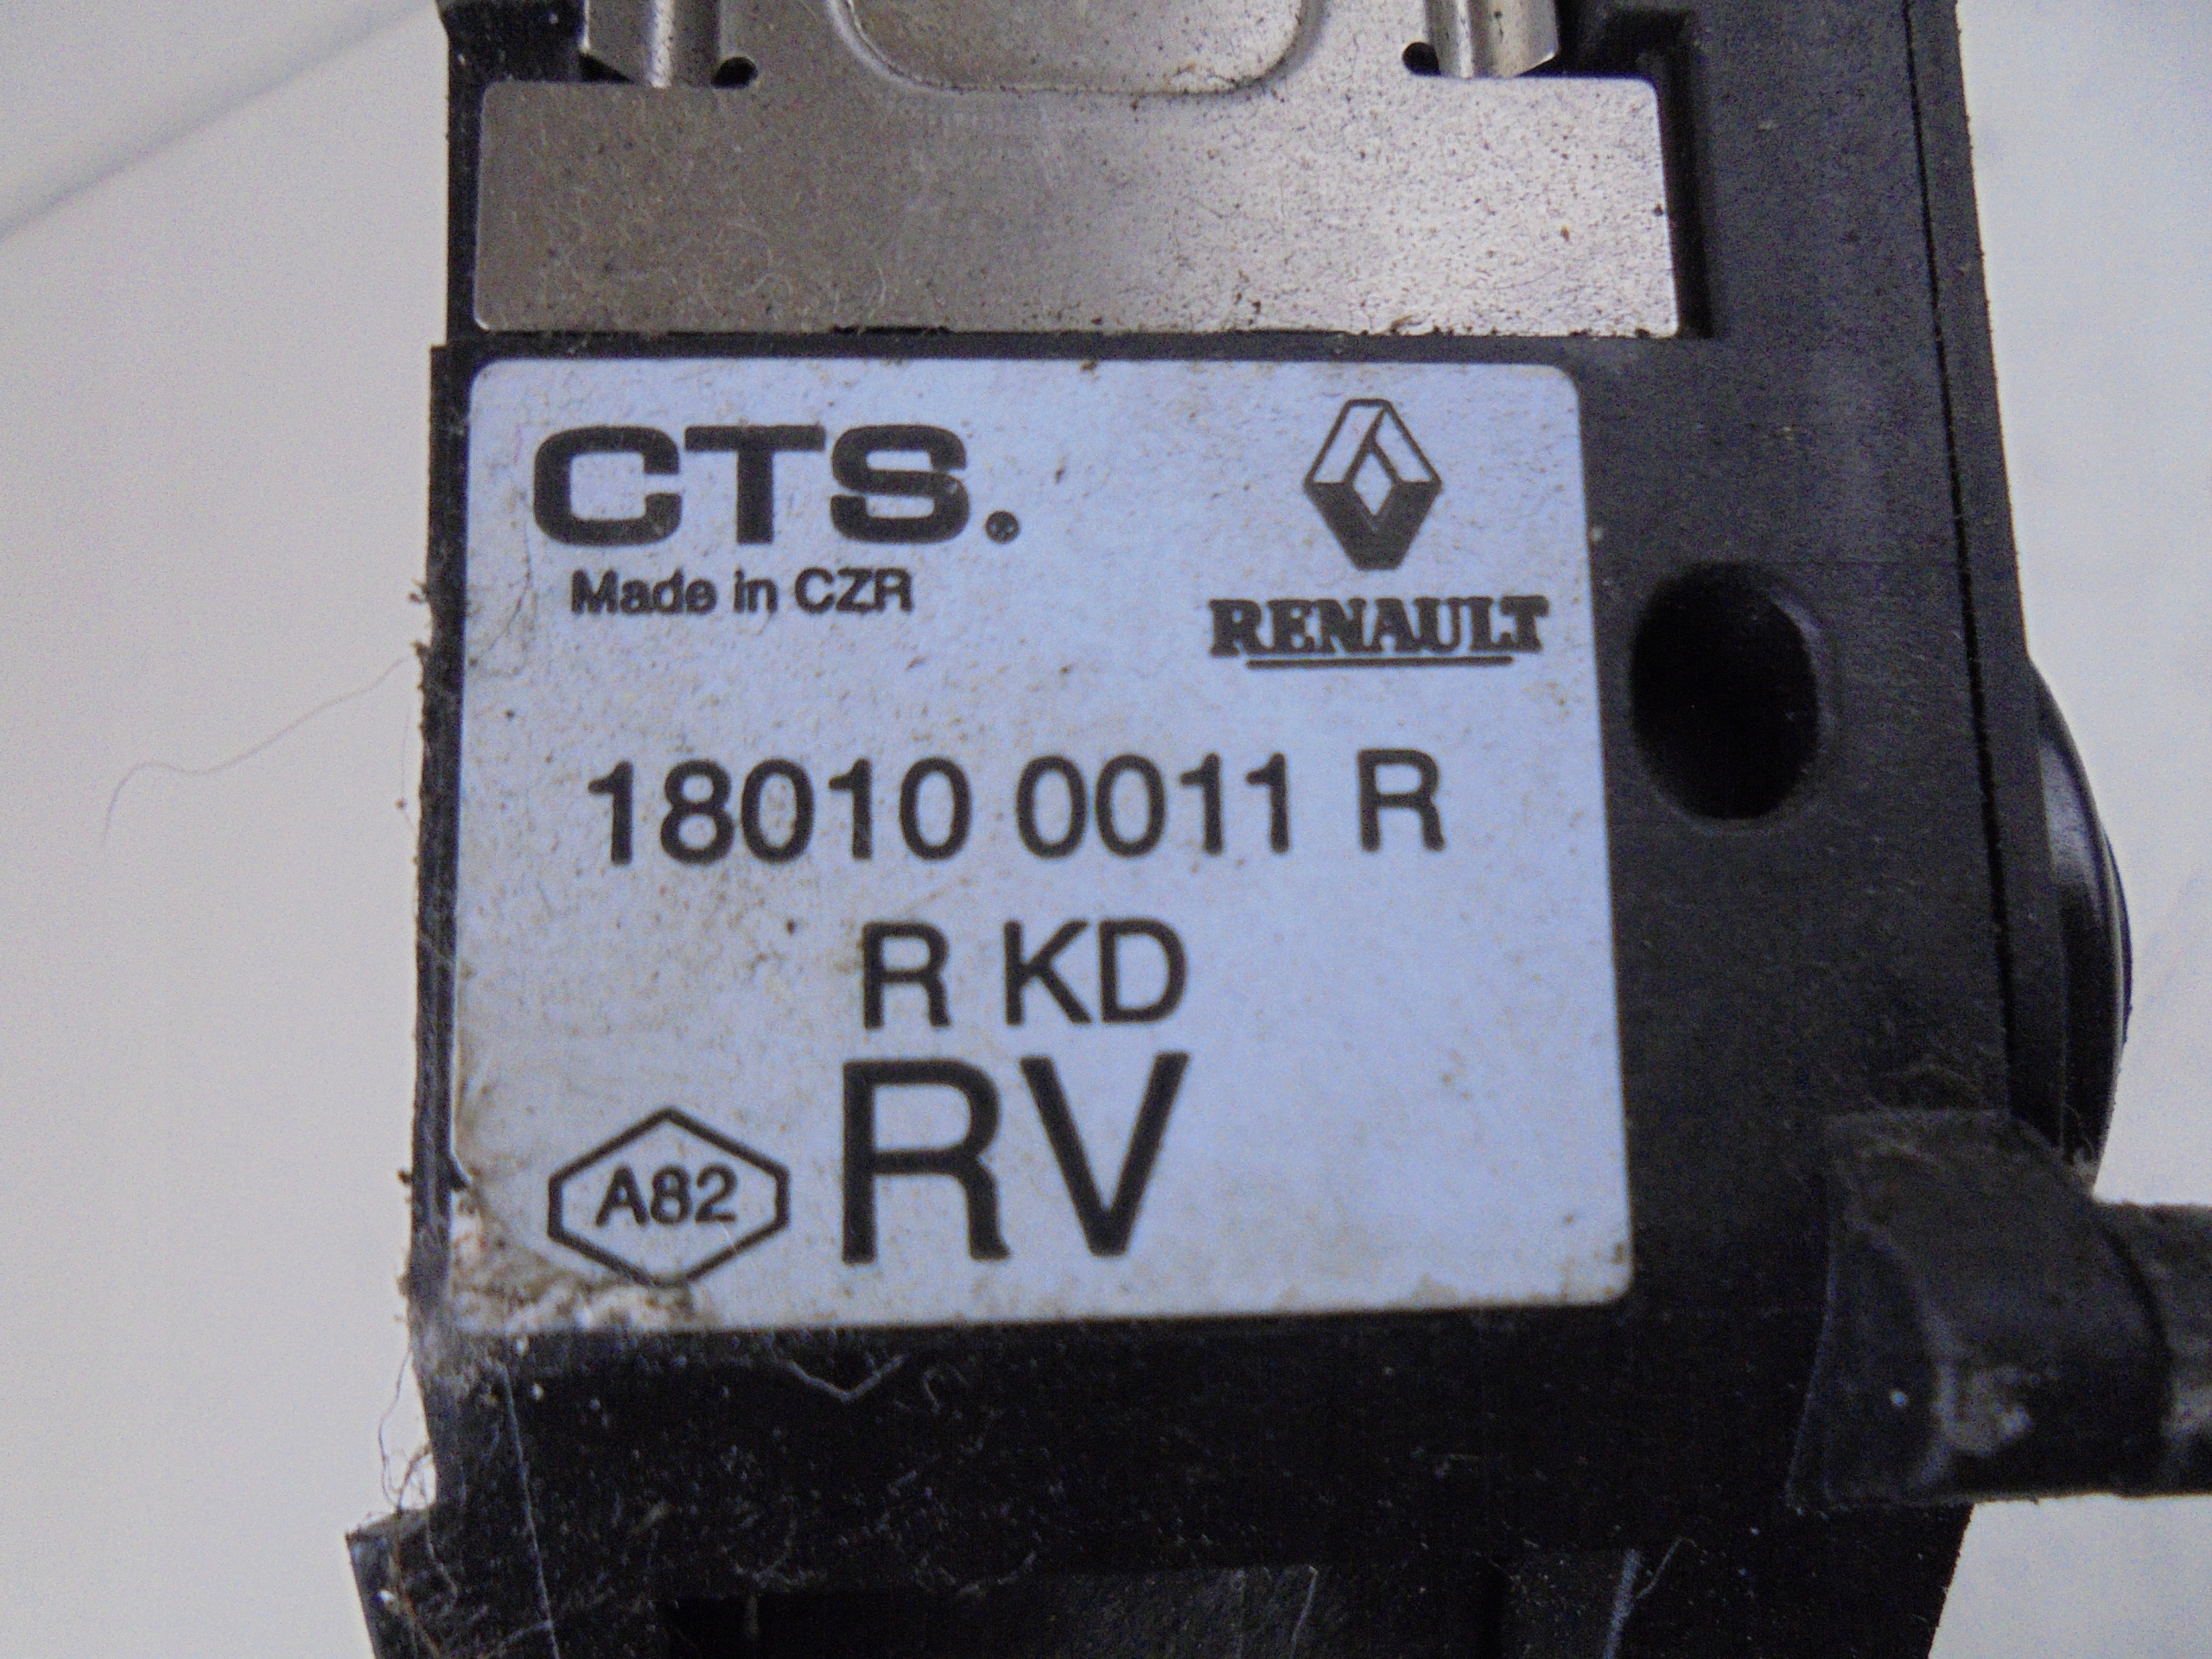 CTS.®
Made in CZR
RENAULT
18010 0011 R
R KD
RV
A82